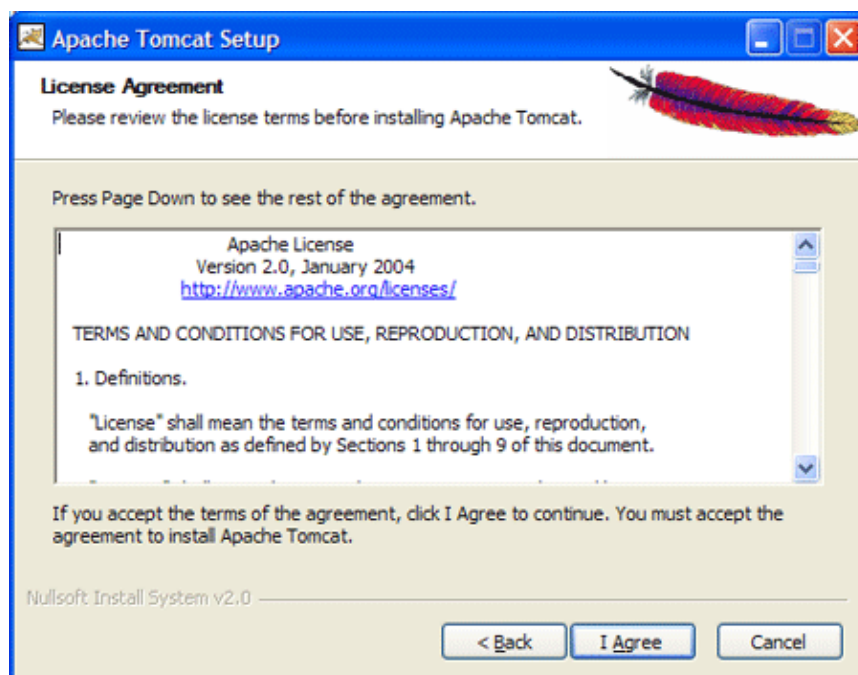 Apache Tomcat Setup
License Agreement
Please review the license terms before installing Apache Tomcat.
Press Page Down to see the rest of the agreement.
Apache License
Version 2.0, January 2004
http://www.apache.org/licenses/
TERMS AND CONDITIONS FOR USE, REPRODUCTION, AND DISTRIBUTION
1. Definitions.
"License" shall mean the terms and conditions for use, reproduction,
and distribution as defined by Sections 1 through 9 of this document.
If you accept the terms of the agreement, click I Agree to continue. You must accept the
agreement to install Apache Tomcat.
Nullsoft Install System v2.0
< Back I Agree Cancel